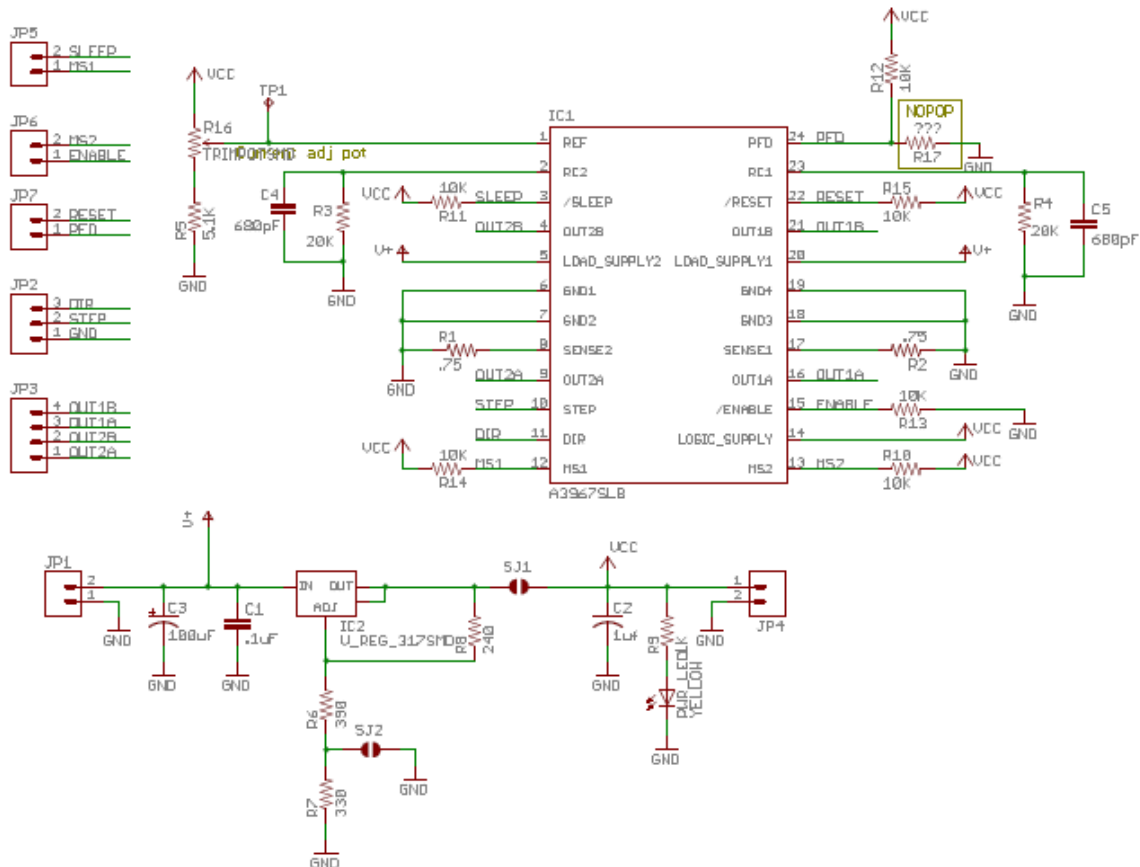 JP5
2 SLEEP
1 MS1
JP6
2 MS2
1 ENABLE
JP7
2 RESET
1 PFD
JP2
3 DIR
2 STEP
1 GND
JP3
4 OUT1B
3 OUT1A
2 OUT2B
1 OUT2A
VCC
R16
TRIMPOTSMD
Current adj pot
TP1
R5
5.1K
GND
C4
680pF
R3
20K
GND
VCC
10K
R11
SLEEP
OUT2B
V+
R1
.75
GND
OUT2A
STEP
DIR
VCC
10K
R14
MS1
IC1
1 REF
2 RC2
3 /SLEEP
4 OUT2B
5 LOAD_SUPPLY2
6 GND1
7 GND2
8 SENSE2
9 OUT2A
10 STEP
11 DIR
12 MS1
PFD 24
RC1 23
/RESET 22
OUT1B 21
LOAD_SUPPLY1 20
GND4 19
GND3 18
SENSE1 17
OUT1A 16
/ENABLE 15
LOGIC_SUPPLY 14
MS2 13
A3967SLB
VCC
R12
10K
PFD
NOPOP
???
R17
GND
RESET
R15
10K
VCC
OUT1B
V+
R4
20K
C5
680pF
GND
.75
R2
GND
OUT1A
ENABLE
10K
R13
GND
VCC
MS2
R10
10K
VCC
V+
JP1
2
1
GND
C3
100uF
GND
C1
.1uF
GND
IN OUT
ADJ
IC2
V_REG_317SMD
R8
240
R6
390
SJ2
GND
R7
330
GND
SJ1
VCC
C2
1uf
GND
R9
PWR_LED
YELLOW
GND
1
2
JP4
GND